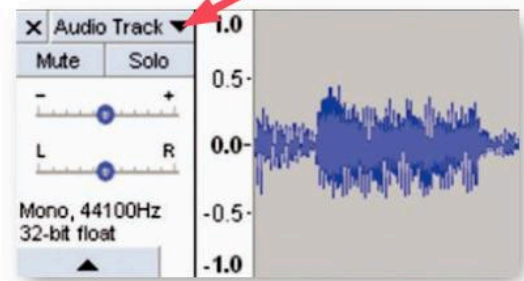 × Audio Track ▼
Mute Solo
- +
L R
Mono, 44100Hz
32-bit float
▲
1.0
0.5
0.0
-0.5
-1.0